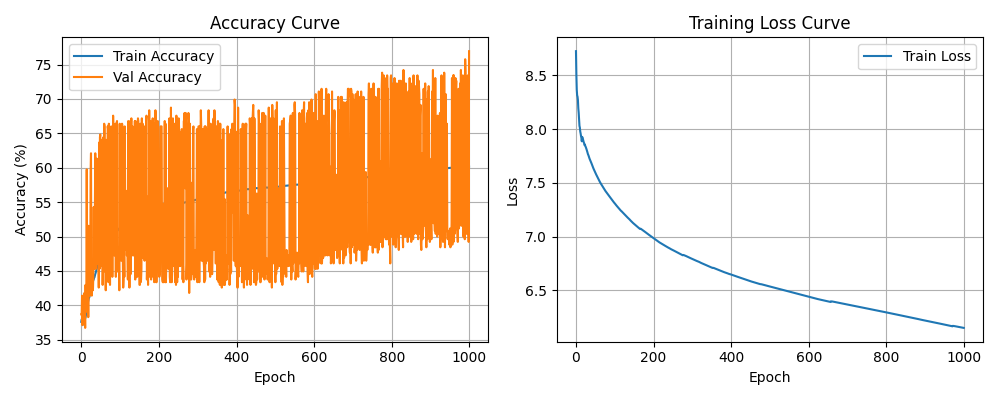 Accuracy Curve
Train Accuracy
Val Accuracy
75
70
65
60
55
50
45
40
35
Accuracy (%)
0 200 400 600 800 1000
Epoch
Training Loss Curve
Train Loss
8.5
8.0
7.5
7.0
6.5
Loss
0 200 400 600 800 1000
Epoch